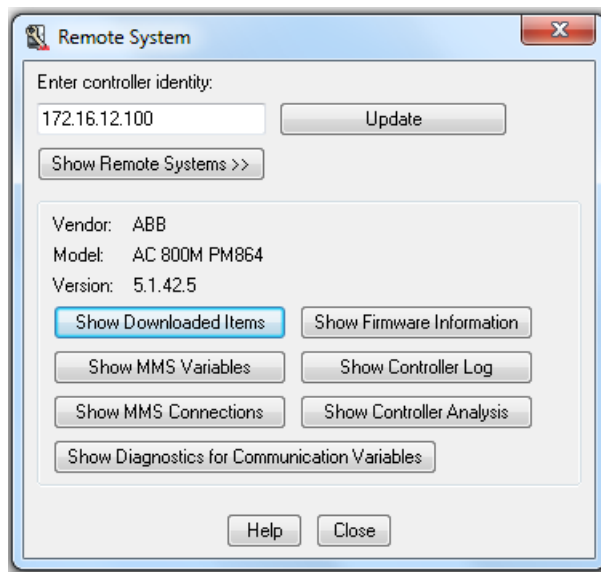 Remote System
Enter controller identity:
172.16.12.100
Update
Show Remote Systems >>
Vendor: ABB
Model: AC 800M PM864
Version: 5.1.42.5
Show Downloaded Items
Show Firmware Information
Show MMS Variables
Show Controller Log
Show MMS Connections
Show Controller Analysis
Show Diagnostics for Communication Variables
Help
Close